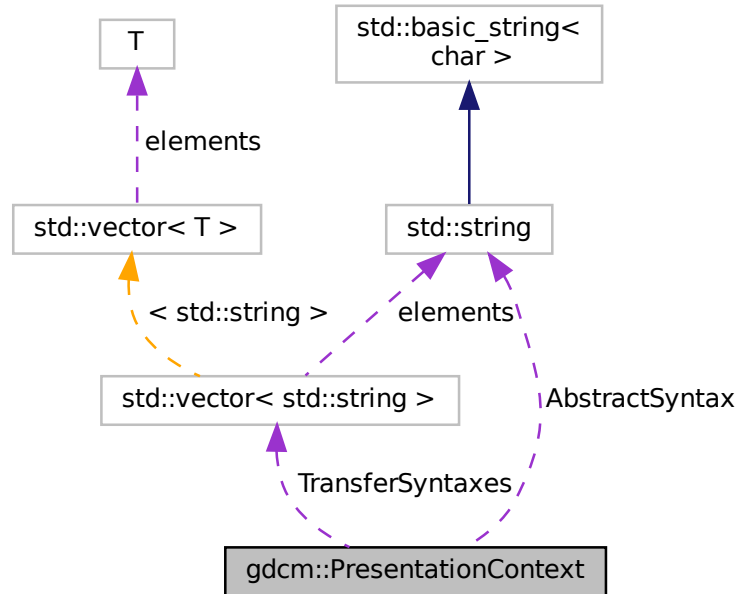 T
std::basic_string<
char >
elements
std::vector< T >
std::string
< std::string >
elements
std::vector< std::string >
AbstractSyntax
TransferSyntaxes
gdcm::PresentationContext